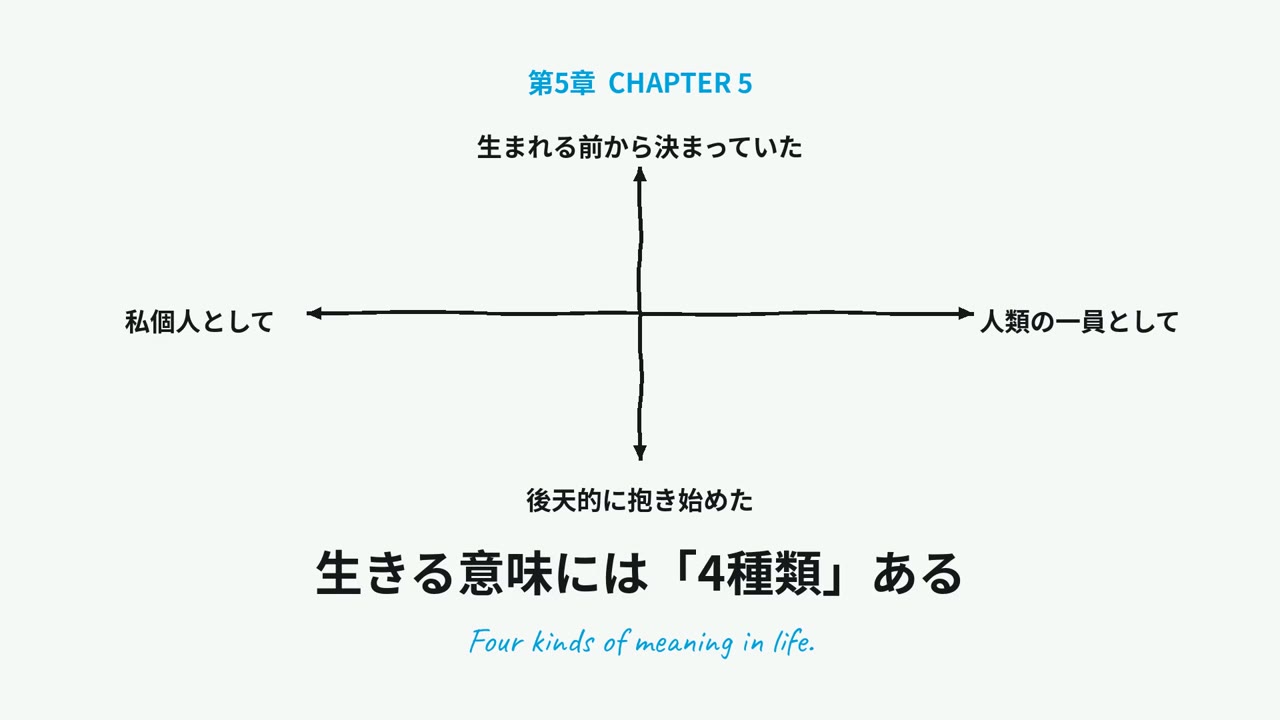 第5章 CHAPTER 5
生まれる前から決まっていた
私個人として
人類の一員として
後天的に抱き始めた
生きる意味には「4種類」ある
Four kinds of meaning in life.